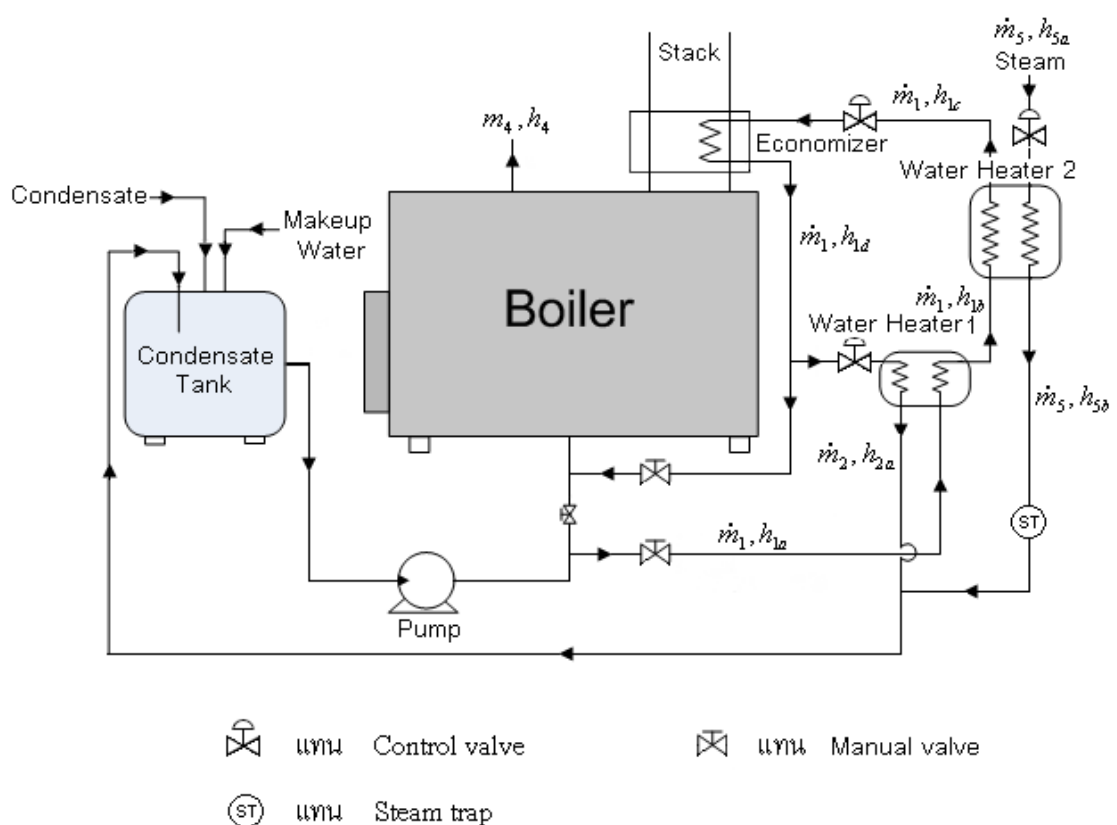 ṁ₅, h₅ₐ
Steam
Stack
ṁ₁, h₁c
m₄, h₄
Economizer
Water Heater 2
Condensate
Makeup
Water
ṁ₁, h₁d
Boiler
ṁ₁, h₁b
Water Heater 1
Condensate
Tank
ṁ₅, h₅b
ṁ₂, h₂ₐ
ST
ṁ₁, h₁ₐ
Pump
แทน Control valve
แทน Manual valve
ST แทน Steam trap